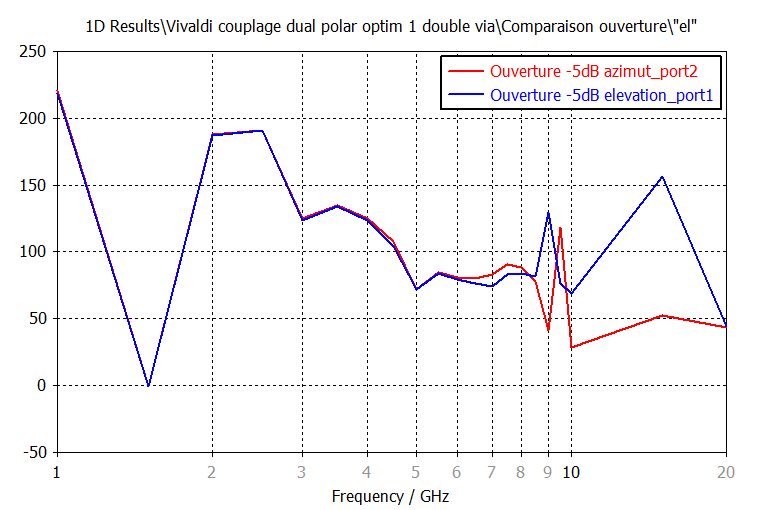 1D Results\Vivaldi couplage dual polar optim 1 double via\Comparaison ouverture\"el"
250
Ouverture -5dB azimut_port2
Ouverture -5dB elevation_port1
200
150
100
50
0
-50
1 2 3 4 5 6 7 8 9 10 20
Frequency / GHz